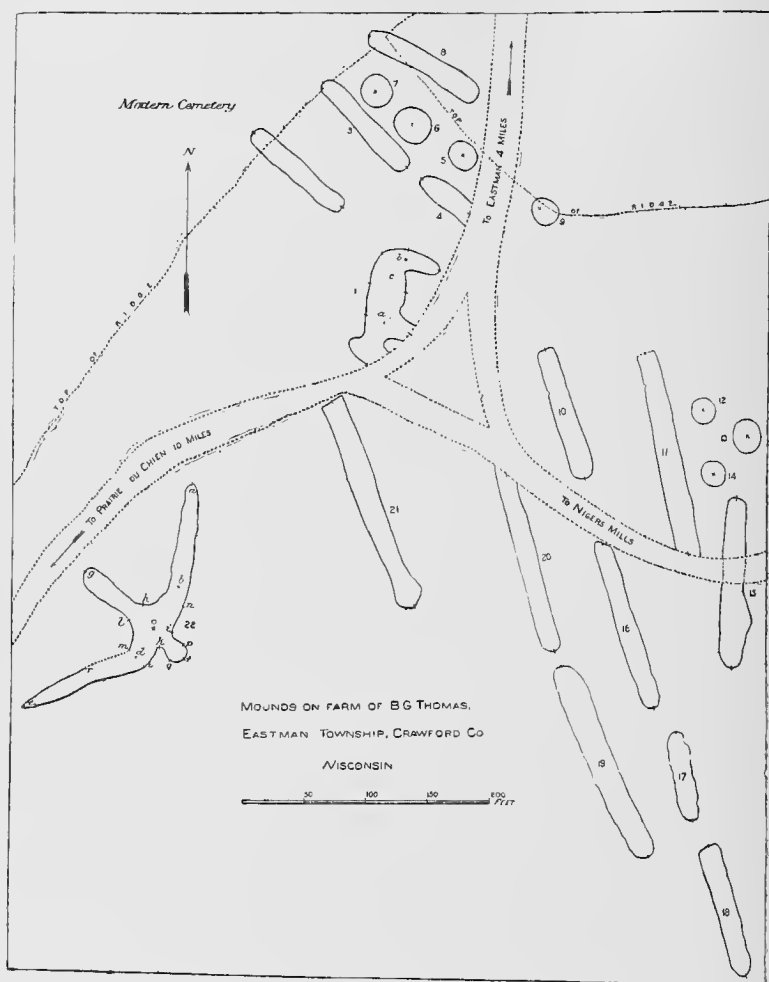 8
Modern Cemetery
7
3
6
5
4
TOP OF RIDGE
TO EASTMAN 4 MILES
9
N
b
c
1
a
TOP OF RIDGE
TO PRAIRIE DU CHIEN 10 MILES
10
11
12
13
14
TO NIGERS MILLS
21
20
16
15
n
g
h
b
l
n
22
m
d
k
p
r
q
MOUNDS ON FARM OF B G THOMAS,
EASTMAN TOWNSHIP, CRAWFORD CO
WISCONSIN
50 100 150 200
FEET
19
17
18